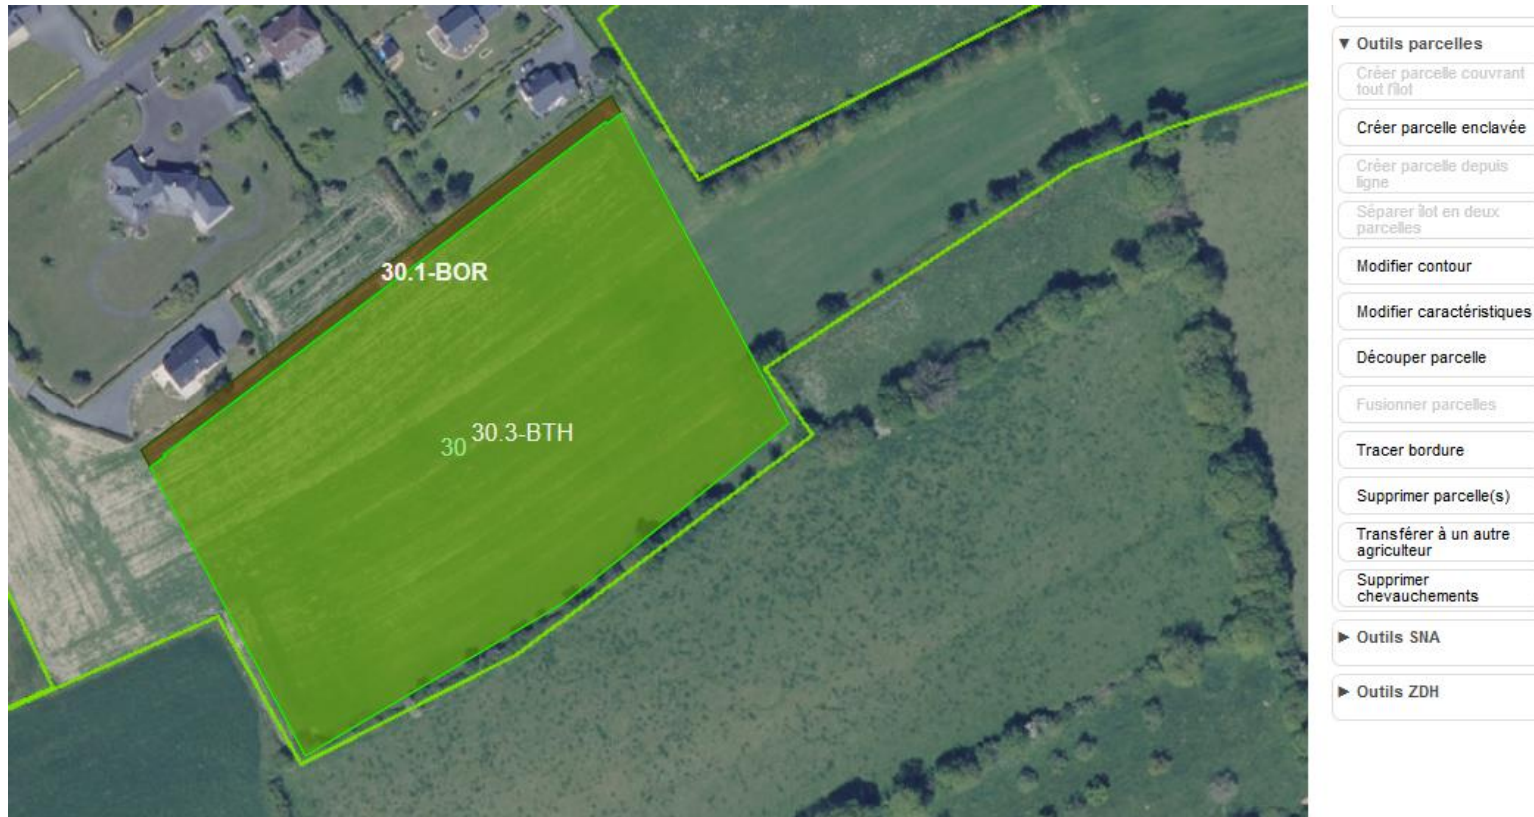 30.1-BOR
30 30.3-BTH
▼ Outils parcelles
Créer parcelle couvrant
tout l'îlot
Créer parcelle enclavée
Créer parcelle depuis
ligne
Séparer îlot en deux
parcelles
Modifier contour
Modifier caractéristiques
Découper parcelle
Fusionner parcelles
Tracer bordure
Supprimer parcelle(s)
Transférer à un autre
agriculteur
Supprimer
chevauchements
► Outils SNA
► Outils ZDH